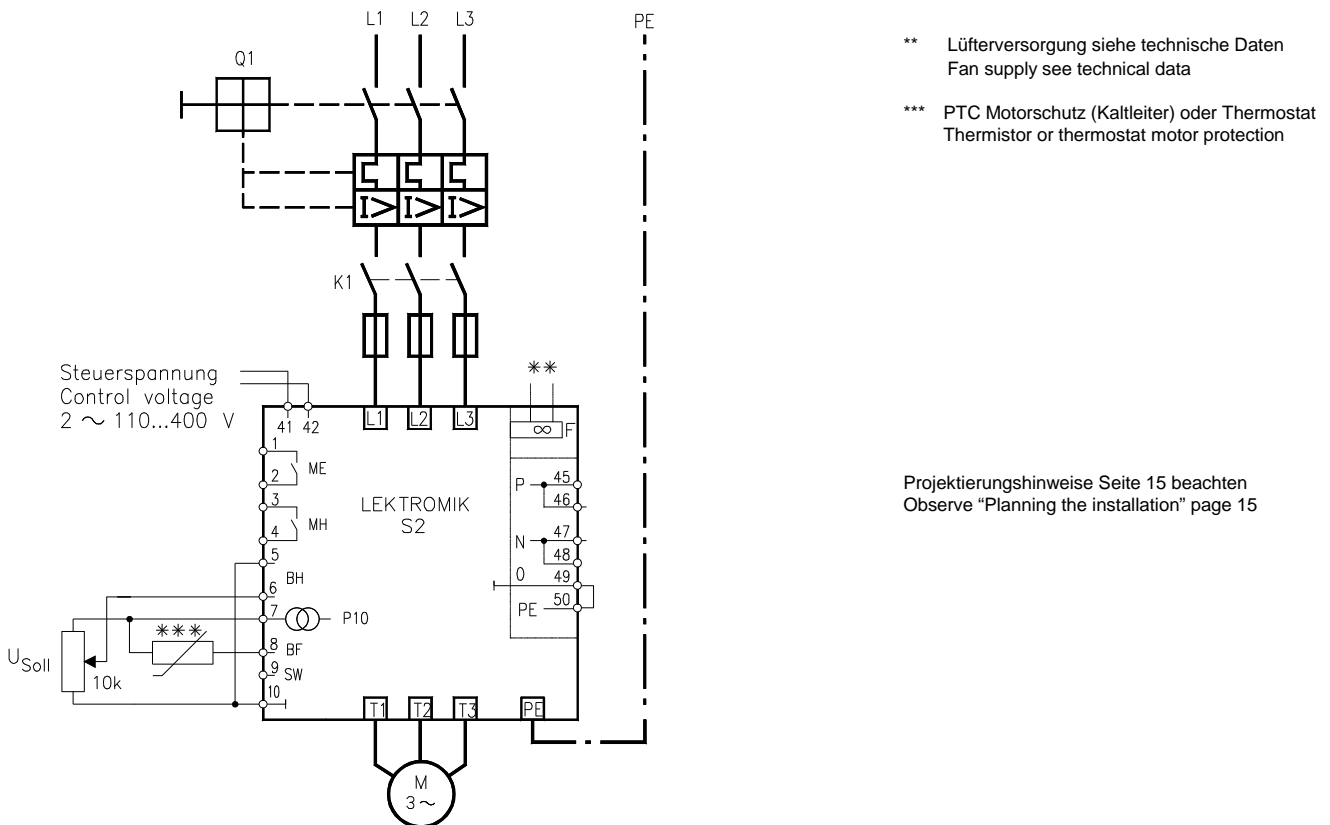 L1 L2 L3 PE
Q1
** Lüfterversorgung siehe technische Daten
Fan supply see technical data
*** PTC Motorschutz (Kaltleiter) oder Thermostat
Thermistor or thermostat motor protection
I> I> I>
K1
Steuerspannung
Control voltage
2 ~ 110...400 V
**
41 42 L1 L2 L3
∞ F
1
2 ME
3
4 MH
5
6 BH
7 P10
8 BF
9 SW
10
LEKTROMIK
S2
P 45
46
N 47
48
0 49
PE 50
***
USoll
10k
T1 T2 T3 PE
M
3 ~
Projektierungshinweise Seite 15 beachten
Observe “Planning the installation” page 15